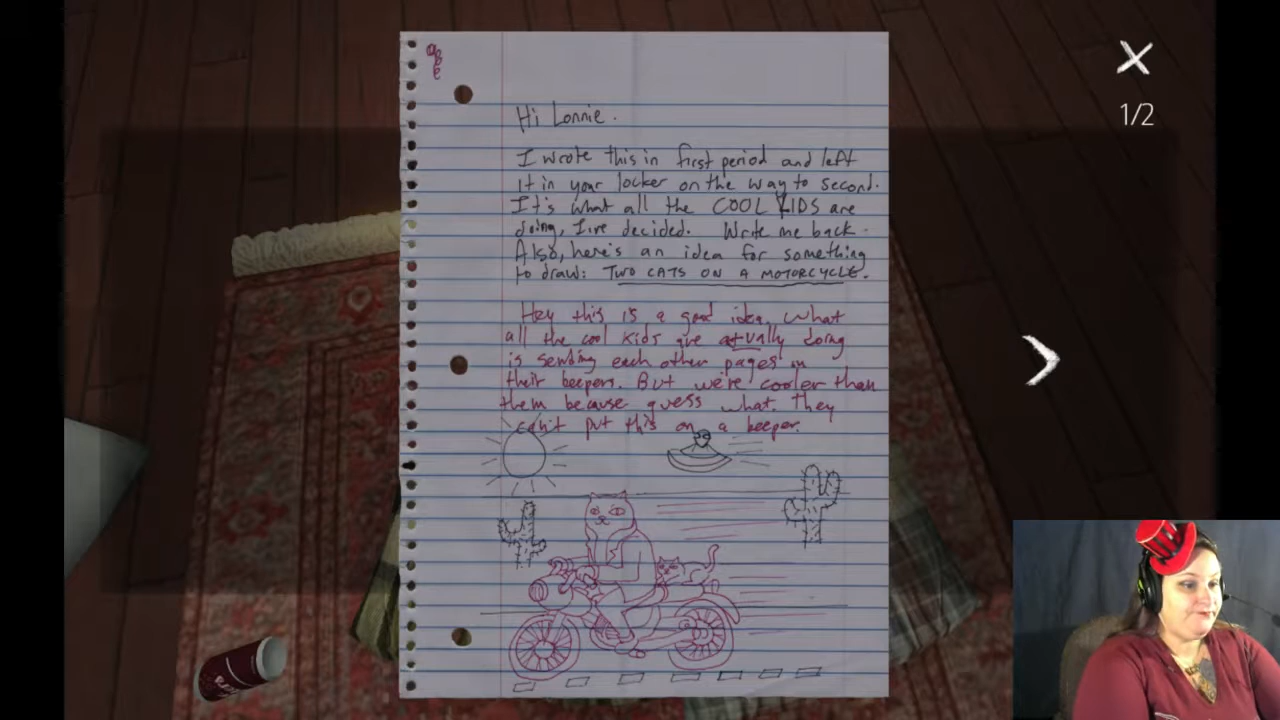 Hi Lonnie.
I wrote this in first period and left
it in your locker on the way to second.
It's what all the COOL KIDS are
doing, I've decided. Write me back.
Also, here's an idea for something
to draw: TWO CATS ON A MOTORCYCLE.
Hey this is a good idea. What
all the cool kids are actually doing
is sending each other pages on
their beepers. But we're cooler than
them because guess what. They
can't put this on a beeper.
1/2